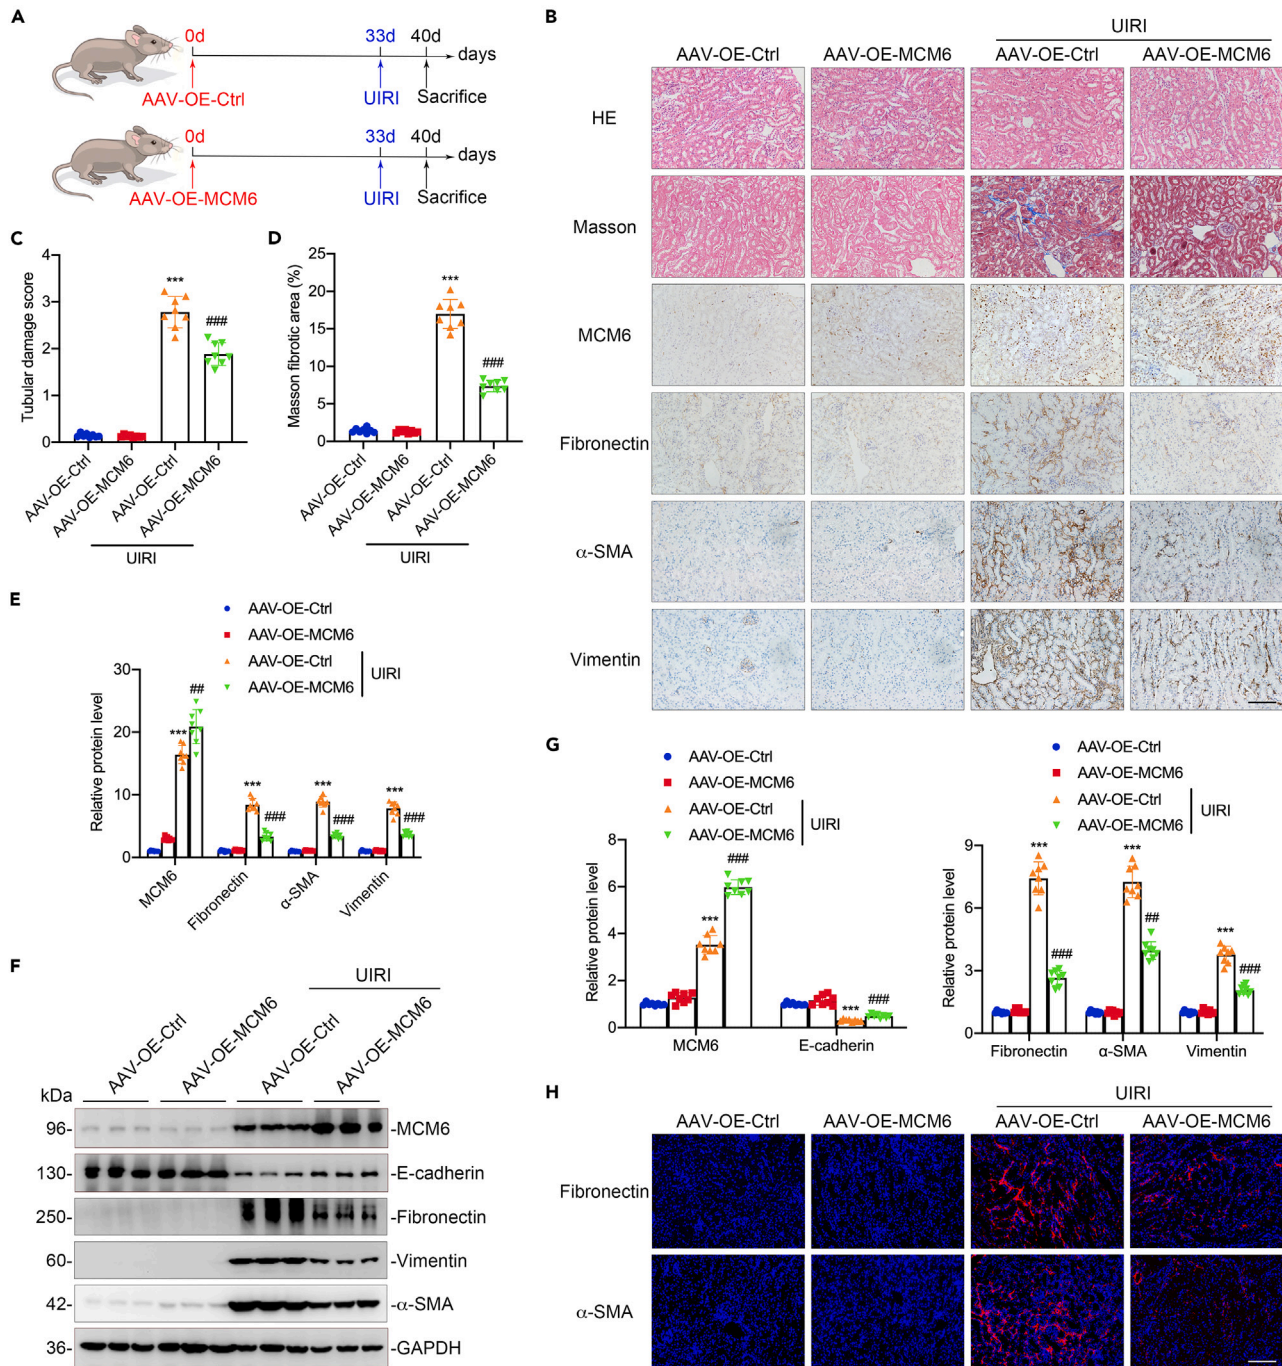 A
0d 33d 40d
days
AAV-OE-Ctrl UIRI Sacrifice
0d 33d 40d
days
AAV-OE-MCM6 UIRI Sacrifice
B
UIRI
AAV-OE-Ctrl AAV-OE-MCM6 AAV-OE-Ctrl AAV-OE-MCM6
HE
Masson
MCM6
Fibronectin
α-SMA
Vimentin
C
Tubular damage score
4
3
2
1
0
***
###
AAV-OE-Ctrl
AAV-OE-MCM6
AAV-OE-Ctrl
AAV-OE-MCM6
UIRI
D
Masson fibrotic area (%)
25
20
15
10
5
0
***
###
AAV-OE-Ctrl
AAV-OE-MCM6
AAV-OE-Ctrl
AAV-OE-MCM6
UIRI
E
AAV-OE-Ctrl
AAV-OE-MCM6
AAV-OE-Ctrl
AAV-OE-MCM6
UIRI
Relative protein level
30
20
10
0
*** ##
*** ###
*** ###
*** ###
MCM6
Fibronectin
α-SMA
Vimentin
F
UIRI
AAV-OE-Ctrl
AAV-OE-MCM6
AAV-OE-Ctrl
AAV-OE-MCM6
kDa
96- -MCM6
130- -E-cadherin
250- -Fibronectin
60- -Vimentin
42- -α-SMA
36- -GAPDH
G
AAV-OE-Ctrl
AAV-OE-MCM6
AAV-OE-Ctrl
AAV-OE-MCM6
UIRI
Relative protein level
8
6
4
2
0
*** ###
*** ###
MCM6 E-cadherin
AAV-OE-Ctrl
AAV-OE-MCM6
AAV-OE-Ctrl
AAV-OE-MCM6
UIRI
Relative protein level
9
6
3
0
*** ###
*** ##
*** ###
Fibronectin α-SMA Vimentin
H
UIRI
AAV-OE-Ctrl AAV-OE-MCM6 AAV-OE-Ctrl AAV-OE-MCM6
Fibronectin
α-SMA